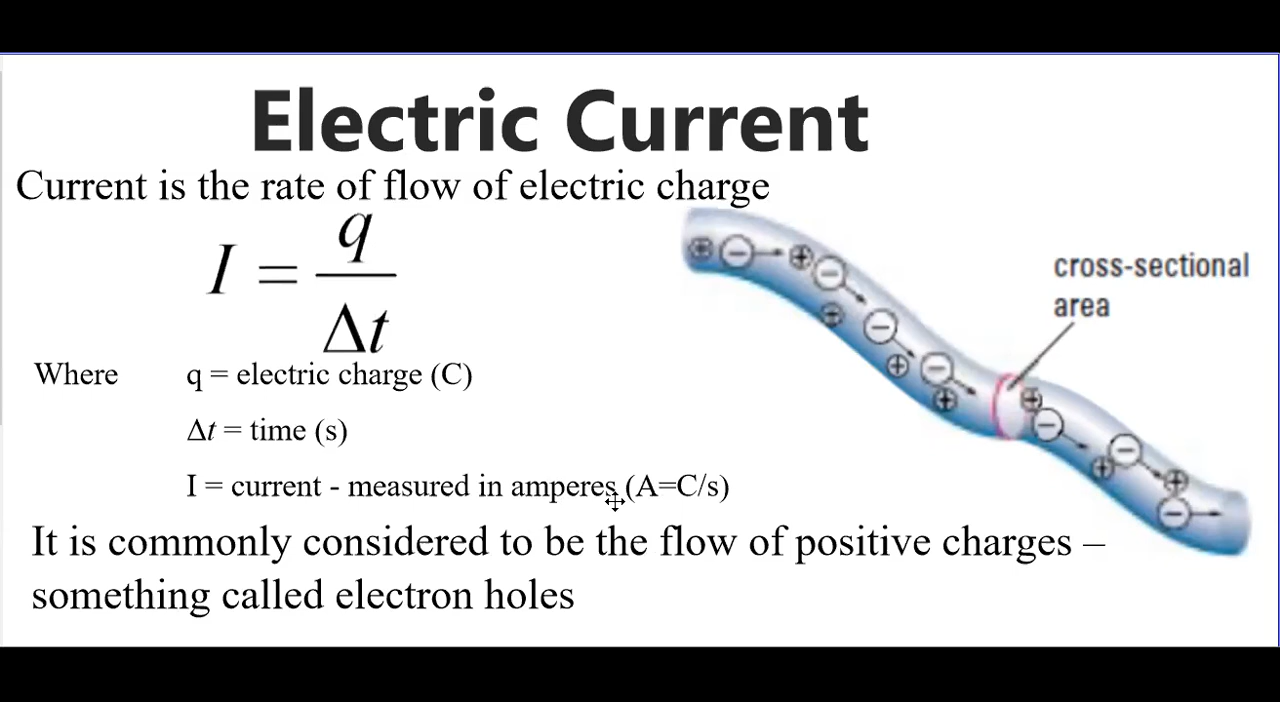 Electric Current
Current is the rate of flow of electric charge
I = q / Δt
Where q = electric charge (C)
Δt = time (s)
I = current - measured in amperes (A=C/s)
It is commonly considered to be the flow of positive charges –
something called electron holes
cross-sectional
area